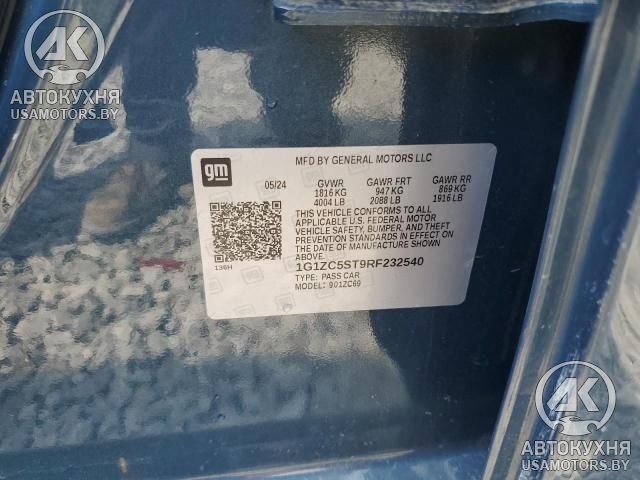 AK
АВТОКУХНЯ
USAMOTORS.BY
gm
MFD BY GENERAL MOTORS LLC
05/24 GVWR GAWR FRT GAWR RR
1816 KG 947 KG 869 KG
4004 LB 2088 LB 1916 LB
THIS VEHICLE CONFORMS TO ALL
APPLICABLE U.S. FEDERAL MOTOR
VEHICLE SAFETY, BUMPER, AND THEFT
PREVENTION STANDARDS IN EFFECT ON
THE DATE OF MANUFACTURE SHOWN
ABOVE.
136H
1G1ZC5ST9RF232540
TYPE: PASS CAR
MODEL: 901ZC69
AK
АВТОКУХНЯ
USAMOTORS.BY